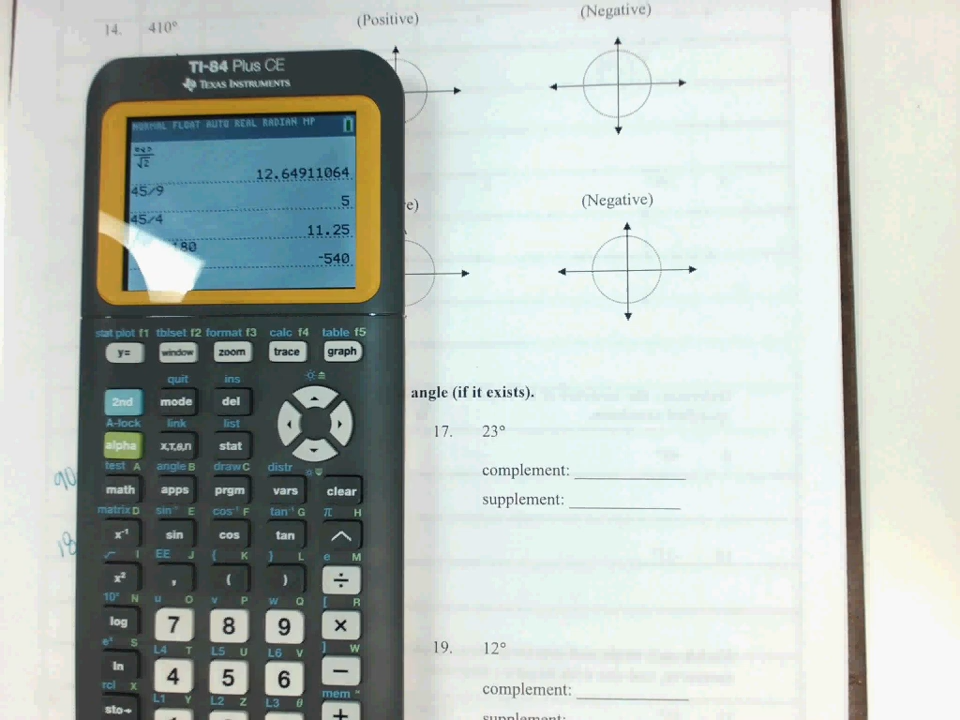 14. 410°
(Positive)
(Negative)
TI-84 Plus CE
TEXAS INSTRUMENTS
NORMAL FLOAT AUTO REAL RADIAN MP
√2
12.64911064
45/9
5
45/4
11.25
180
-540
(Negative)
angle (if it exists).
17. 23°
complement:
supplement:
19. 12°
complement:
supplement:
90
18
stat plot f1 tblset f2 format f3 calc f4 table f5
y= window zoom trace graph
quit ins
2nd mode del
A-lock link list
alpha X,T,θ,n stat
test A angle B draw C distr
math apps prgm vars clear
matrix D sin⁻¹ E cos⁻¹ F tan⁻¹ G π H
x⁻¹ sin cos tan ^
√ I EE J { K } L e M
x² , ( ) ÷
10ˣ N u O v P w Q [ R
log 7 8 9 ×
eˣ S L4 T L5 U L6 V ] W
ln 4 5 6 −
rcl X L1 Y L2 Z L3 θ mem "
sto→ +